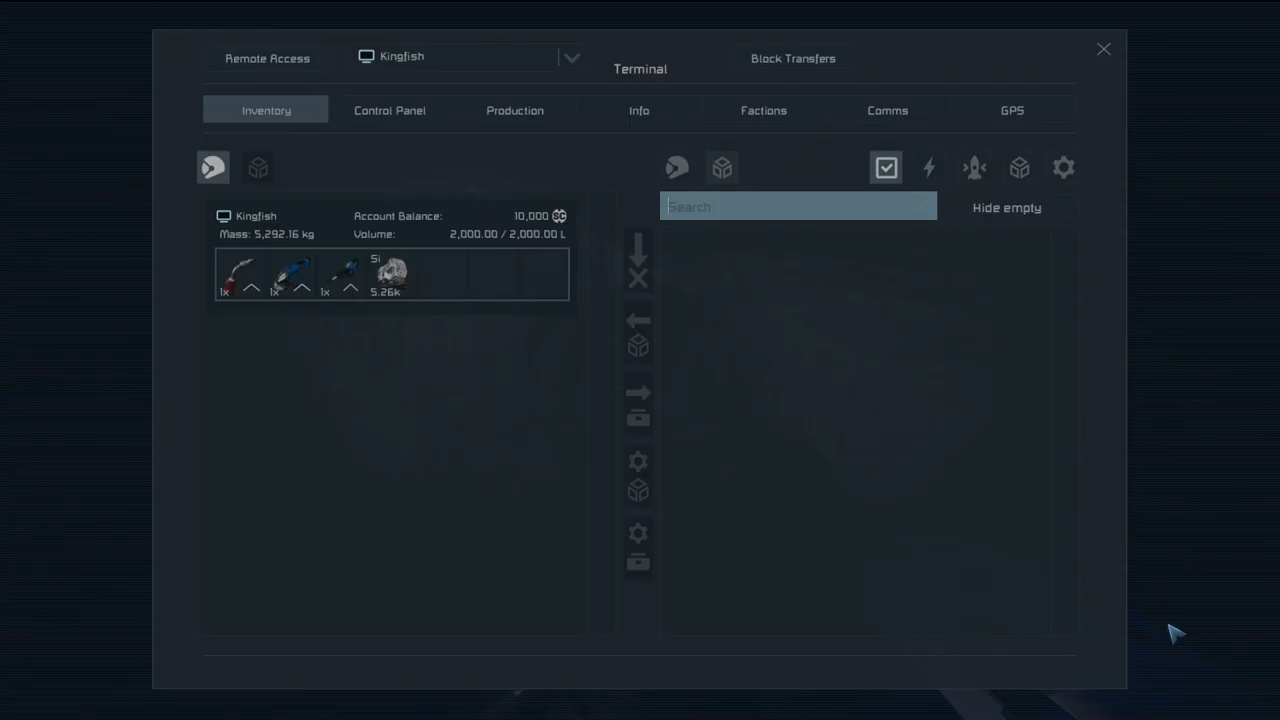 Remote Access
Kingfish
Terminal
Block Transfers
Inventory
Control Panel
Production
Info
Factions
Comms
GPS
Search
Hide empty
Kingfish
Account Balance: 10,000 SC
Mass: 5,292.16 kg
Volume: 2,000.00 / 2,000.00 L
Si
1x
1x
1x
5.26k